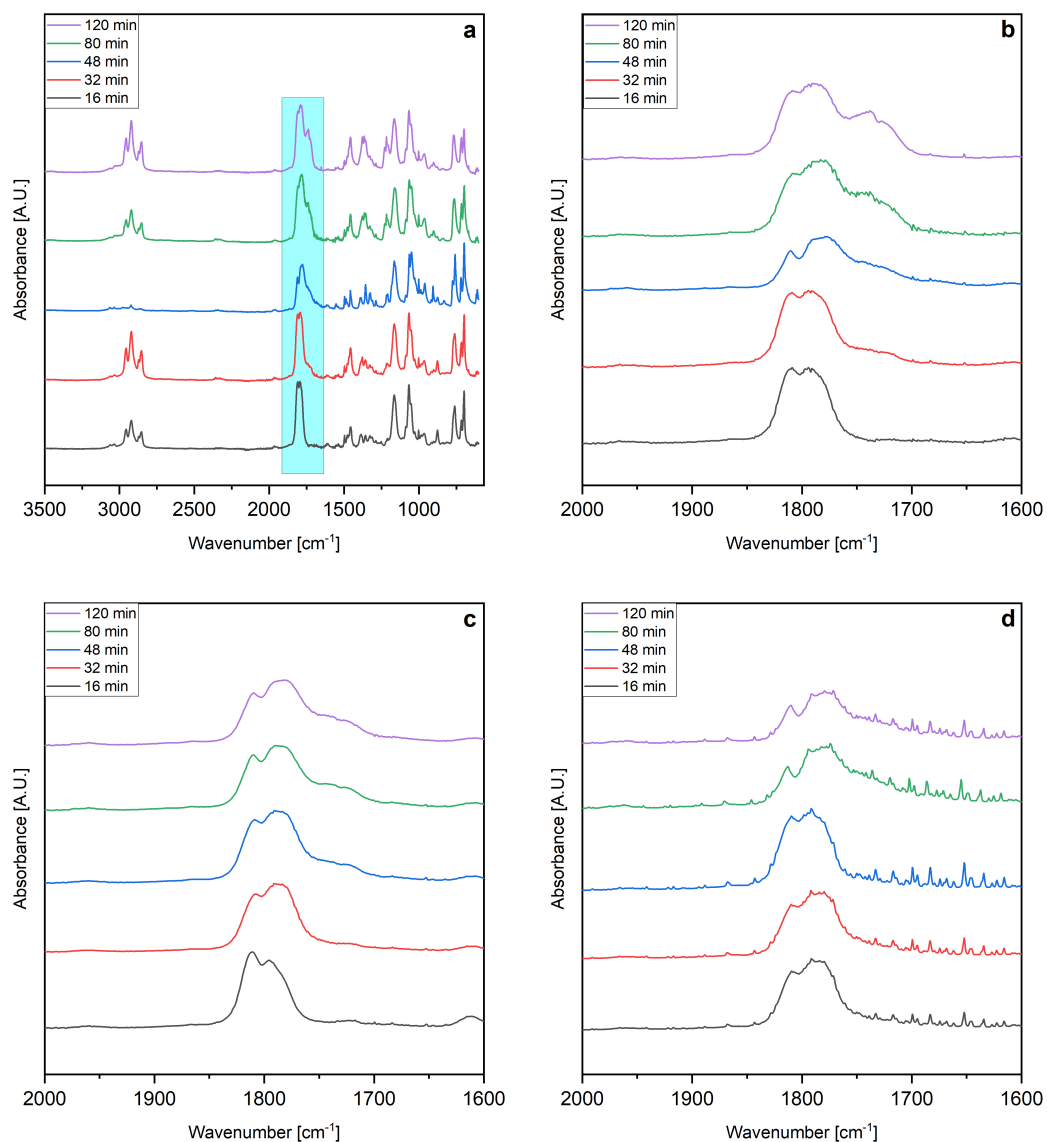 120 min
80 min
48 min
32 min
16 min
a
Absorbance [A.U.]
3500 3000 2500 2000 1500 1000
Wavenumber [cm-1]
120 min
80 min
48 min
32 min
16 min
b
Absorbance [A.U.]
2000 1900 1800 1700 1600
Wavenumber [cm-1]
120 min
80 min
48 min
32 min
16 min
c
Absorbance [A.U.]
2000 1900 1800 1700 1600
Wavenumber [cm-1]
120 min
80 min
48 min
32 min
16 min
d
Absorbance [A.U.]
2000 1900 1800 1700 1600
Wavenumber [cm-1]